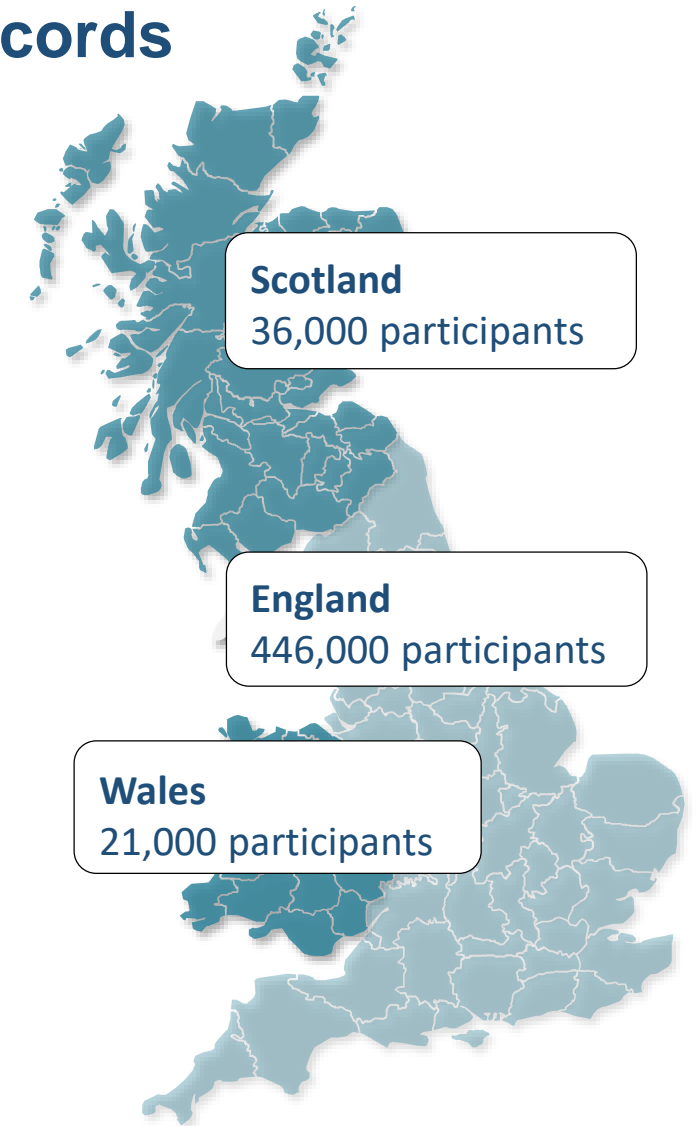 cords
Scotland
36,000 participants
England
446,000 participants
Wales
21,000 participants